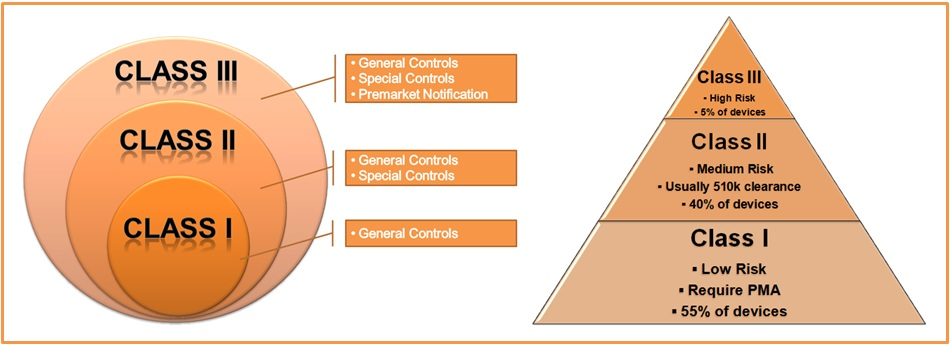 CLASS III
• General Controls
• Special Controls
• Premarket Notification
CLASS II
• General Controls
• Special Controls
CLASS I
• General Controls
Class III
▪ High Risk
▪ 5% of devices
Class II
▪ Medium Risk
▪ Usually 510k clearance
▪ 40% of devices
Class I
▪ Low Risk
▪ Require PMA
▪ 55% of devices